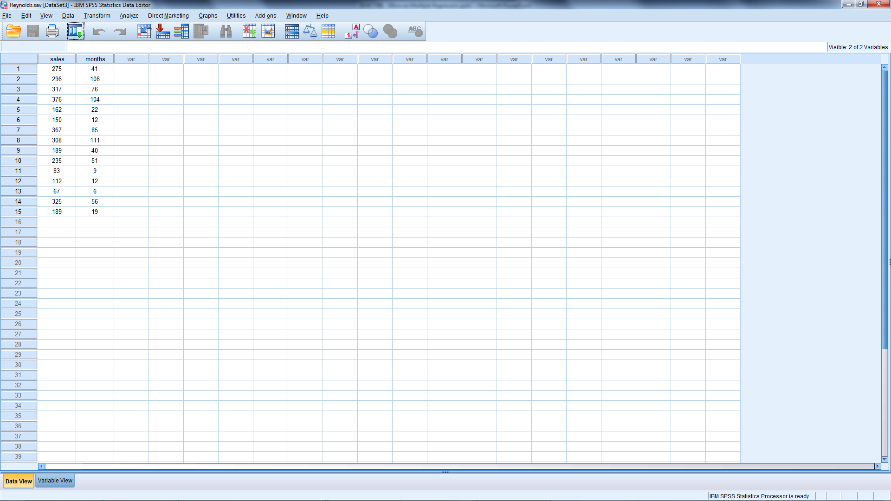 Reynolds.sav [DataSet3] - IBM SPSS Statistics Data Editor
File Edit View Data Transform Analyze Direct Marketing Graphs Utilities Add-ons Window Help
Visible: 2 of 2 Variables
sales months var var var var var var var var var var var var var var var var var var
1 275 41
2 296 106
3 317 76
4 376 104
5 162 22
6 150 12
7 367 85
8 308 111
9 189 40
10 235 51
11 83 9
12 112 12
13 67 6
14 325 56
15 189 19
16
17
18
19
20
21
22
23
24
25
26
27
28
29
30
31
32
33
34
35
36
37
38
39
Data View Variable View
IBM SPSS Statistics Processor is ready